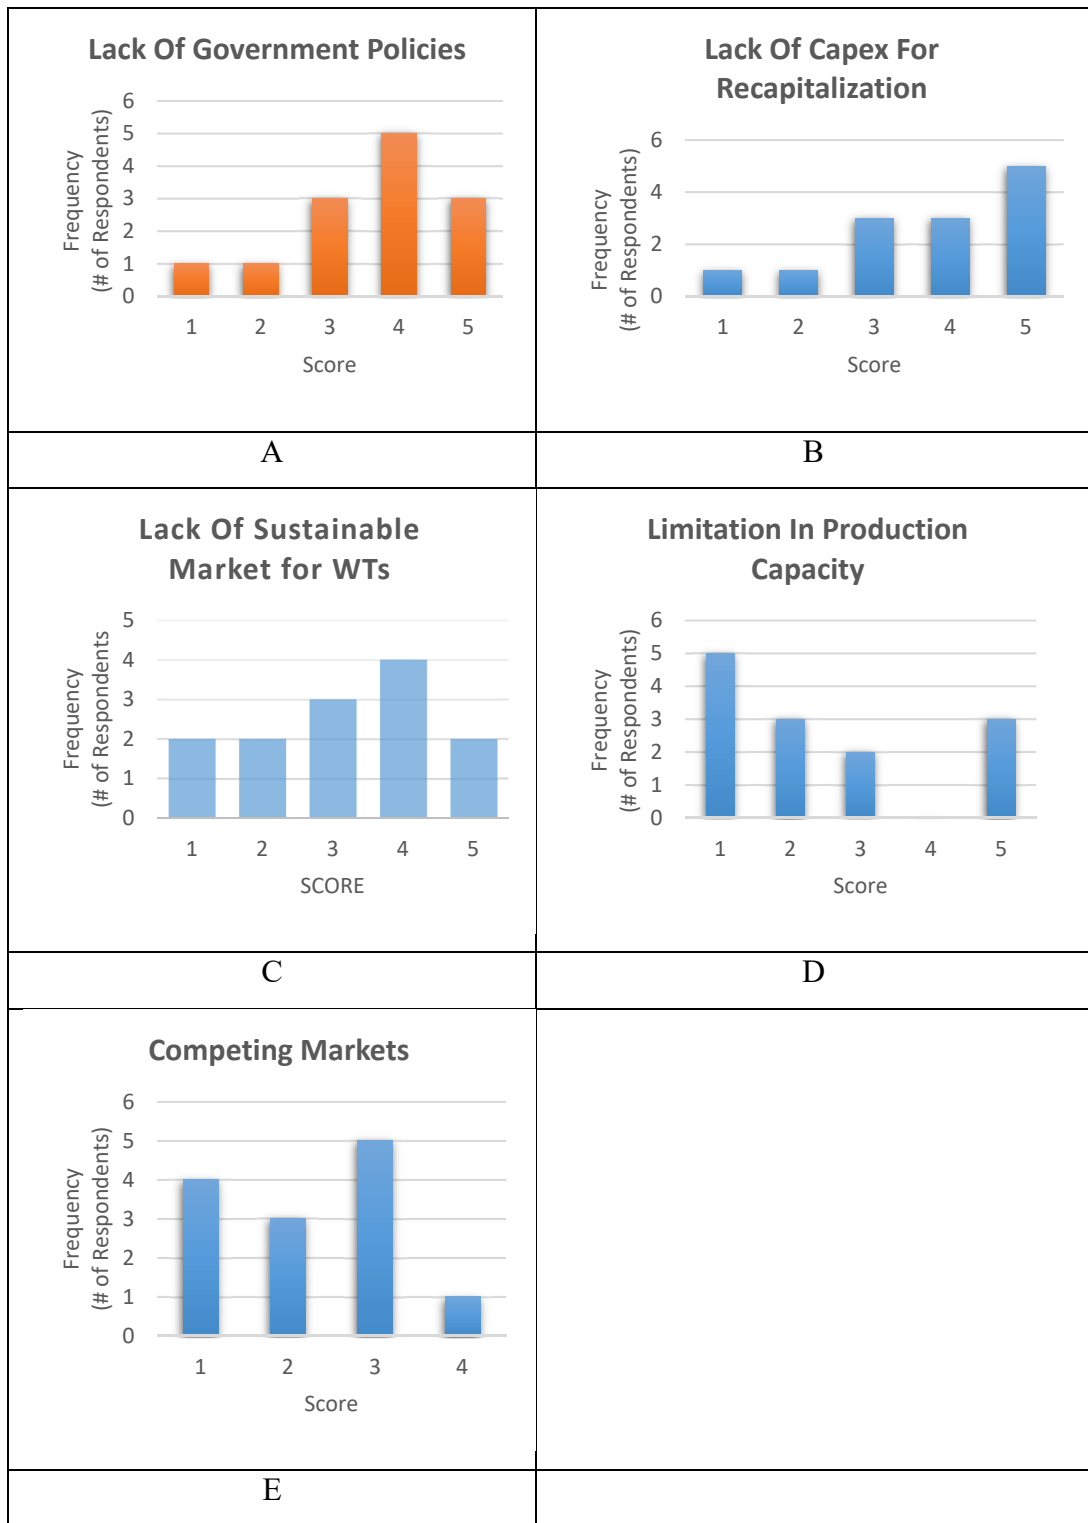 Lack Of Government Policies
6
5
4
3
2
1
0
1 2 3 4 5
Frequency
(# of Respondents)
Score
A
Lack Of Capex For
Recapitalization
6
4
2
0
1 2 3 4 5
Frequency
(# of Respondents)
Score
B
Lack Of Sustainable
Market for WTs
5
4
3
2
1
0
1 2 3 4 5
Frequency
(# of Respondents
SCORE
C
Limitation In Production
Capacity
6
5
4
3
2
1
0
1 2 3 4 5
Frequency
(# of Respondents)
Score
D
Competing Markets
6
5
4
3
2
1
0
1 2 3 4
Frequency
(# of Respondents)
Score
E